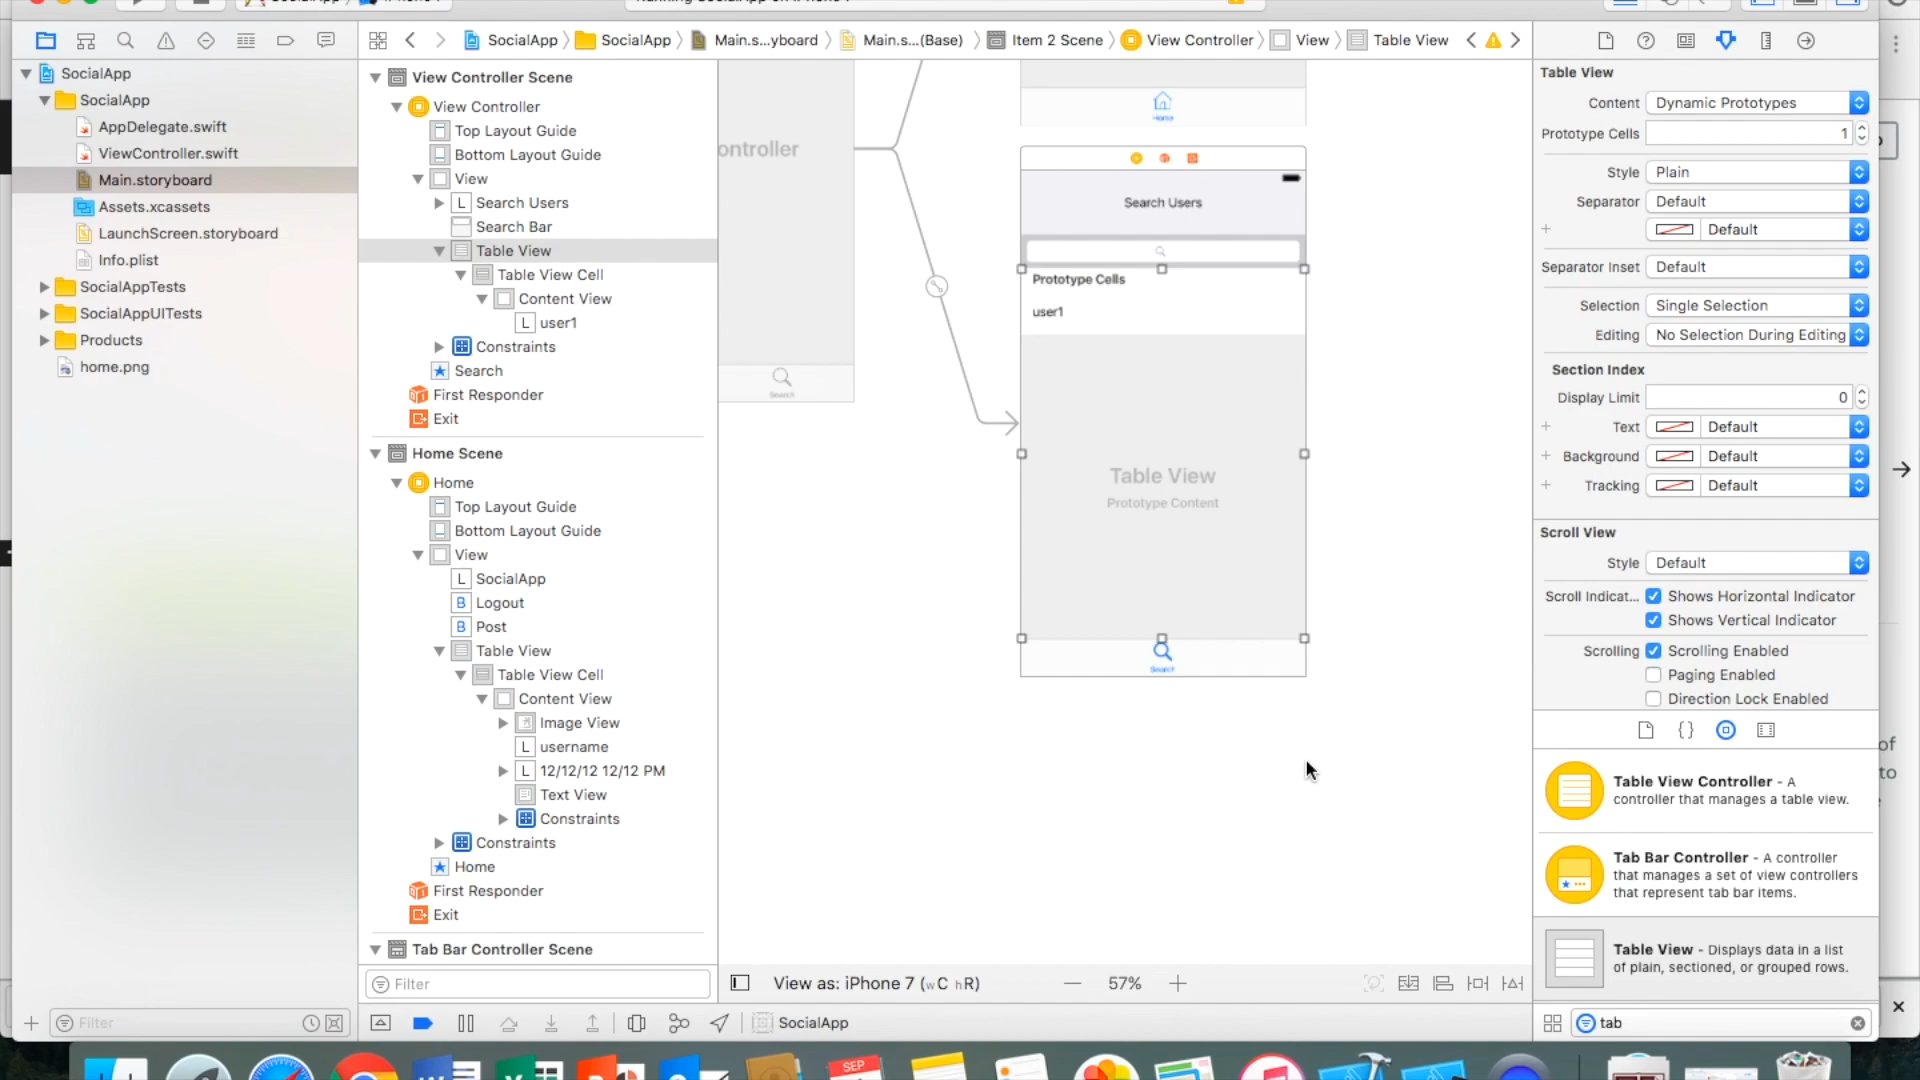 SocialApp
SocialApp
SocialApp
Main.s...yboard
Main.s...(Base)
Item 2 Scene
View Controller
View
Table View
SocialApp
SocialApp
AppDelegate.swift
ViewController.swift
Main.storyboard
Assets.xcassets
LaunchScreen.storyboard
Info.plist
SocialAppTests
SocialAppUITests
Products
home.png
Filter
View Controller Scene
View Controller
Top Layout Guide
Bottom Layout Guide
View
L Search Users
Search Bar
Table View
Table View Cell
Content View
L user1
Constraints
Search
First Responder
Exit
Home Scene
Home
Top Layout Guide
Bottom Layout Guide
View
L SocialApp
B Logout
B Post
Table View
Table View Cell
Content View
Image View
L username
L 12/12/12 12/12 PM
Text View
Constraints
Constraints
Home
First Responder
Exit
Tab Bar Controller Scene
Filter
ontroller
Search
Home
Search Users
Prototype Cells
user1
Table View
Prototype Content
Search
View as: iPhone 7 (wC hR)
57%
SocialApp
Table View
Content Dynamic Prototypes
Prototype Cells 1
Style Plain
Separator Default
Default
Separator Inset Default
Selection Single Selection
Editing No Selection During Editing
Section Index
Display Limit 0
Text Default
Background Default
Tracking Default
Scroll View
Style Default
Scroll Indicat... Shows Horizontal Indicator
Shows Vertical Indicator
Scrolling Scrolling Enabled
Paging Enabled
Direction Lock Enabled
Table View Controller - A
controller that manages a table view.
Tab Bar Controller - A controller
that manages a set of view controllers
that represent tab bar items.
Table View - Displays data in a list
of plain, sectioned, or grouped rows.
tab
of
to
SEP